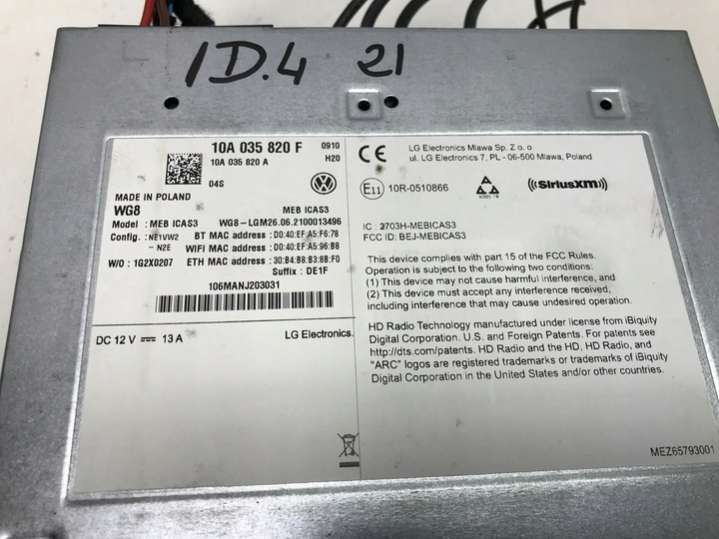 ID.4 21
10A 035 820 F 0910
10A 035 820 A H20
04S
MADE IN POLAND
WG8 MEB ICAS3
Model : MEB ICAS3 WG8-LGM26.06.2100013496
Config. : NE1VW2 BT MAC address : D0:40:EF:A5:F6:78
- N2E WIFI MAC address : D0:40:EF:A5:96:B8
W/O : 1G2X0207 ETH MAC address : 30:B4:B8:B3:8B:F0
Suffix : DE1F
106MANJ203031
DC 12 V 13 A LG Electronics.
CE LG Electronics Mlawa Sp. Z o. o
ul. LG Electronics 7, PL - 06-500 Mlawa, Poland
E11 10R-0510866
((SiriusXM))
IC 2703H-MEBICAS3
FCC ID: BEJ-MEBICAS3
This device complies with part 15 of the FCC Rules.
Operation is subject to the following two conditions:
(1) This device may not cause harmful interference, and
(2) This device must accept any interference received,
including interference that may cause undesired operation.
HD Radio Technology manufactured under license from iBiquity
Digital Corporation. U.S. and Foreign Patents. For patents see
http://dts.com/patents. HD Radio and the HD, HD Radio, and
"ARC" logos are registered trademarks or trademarks of iBiquity
Digital Corporation in the United States and/or other countries.
MEZ65793001